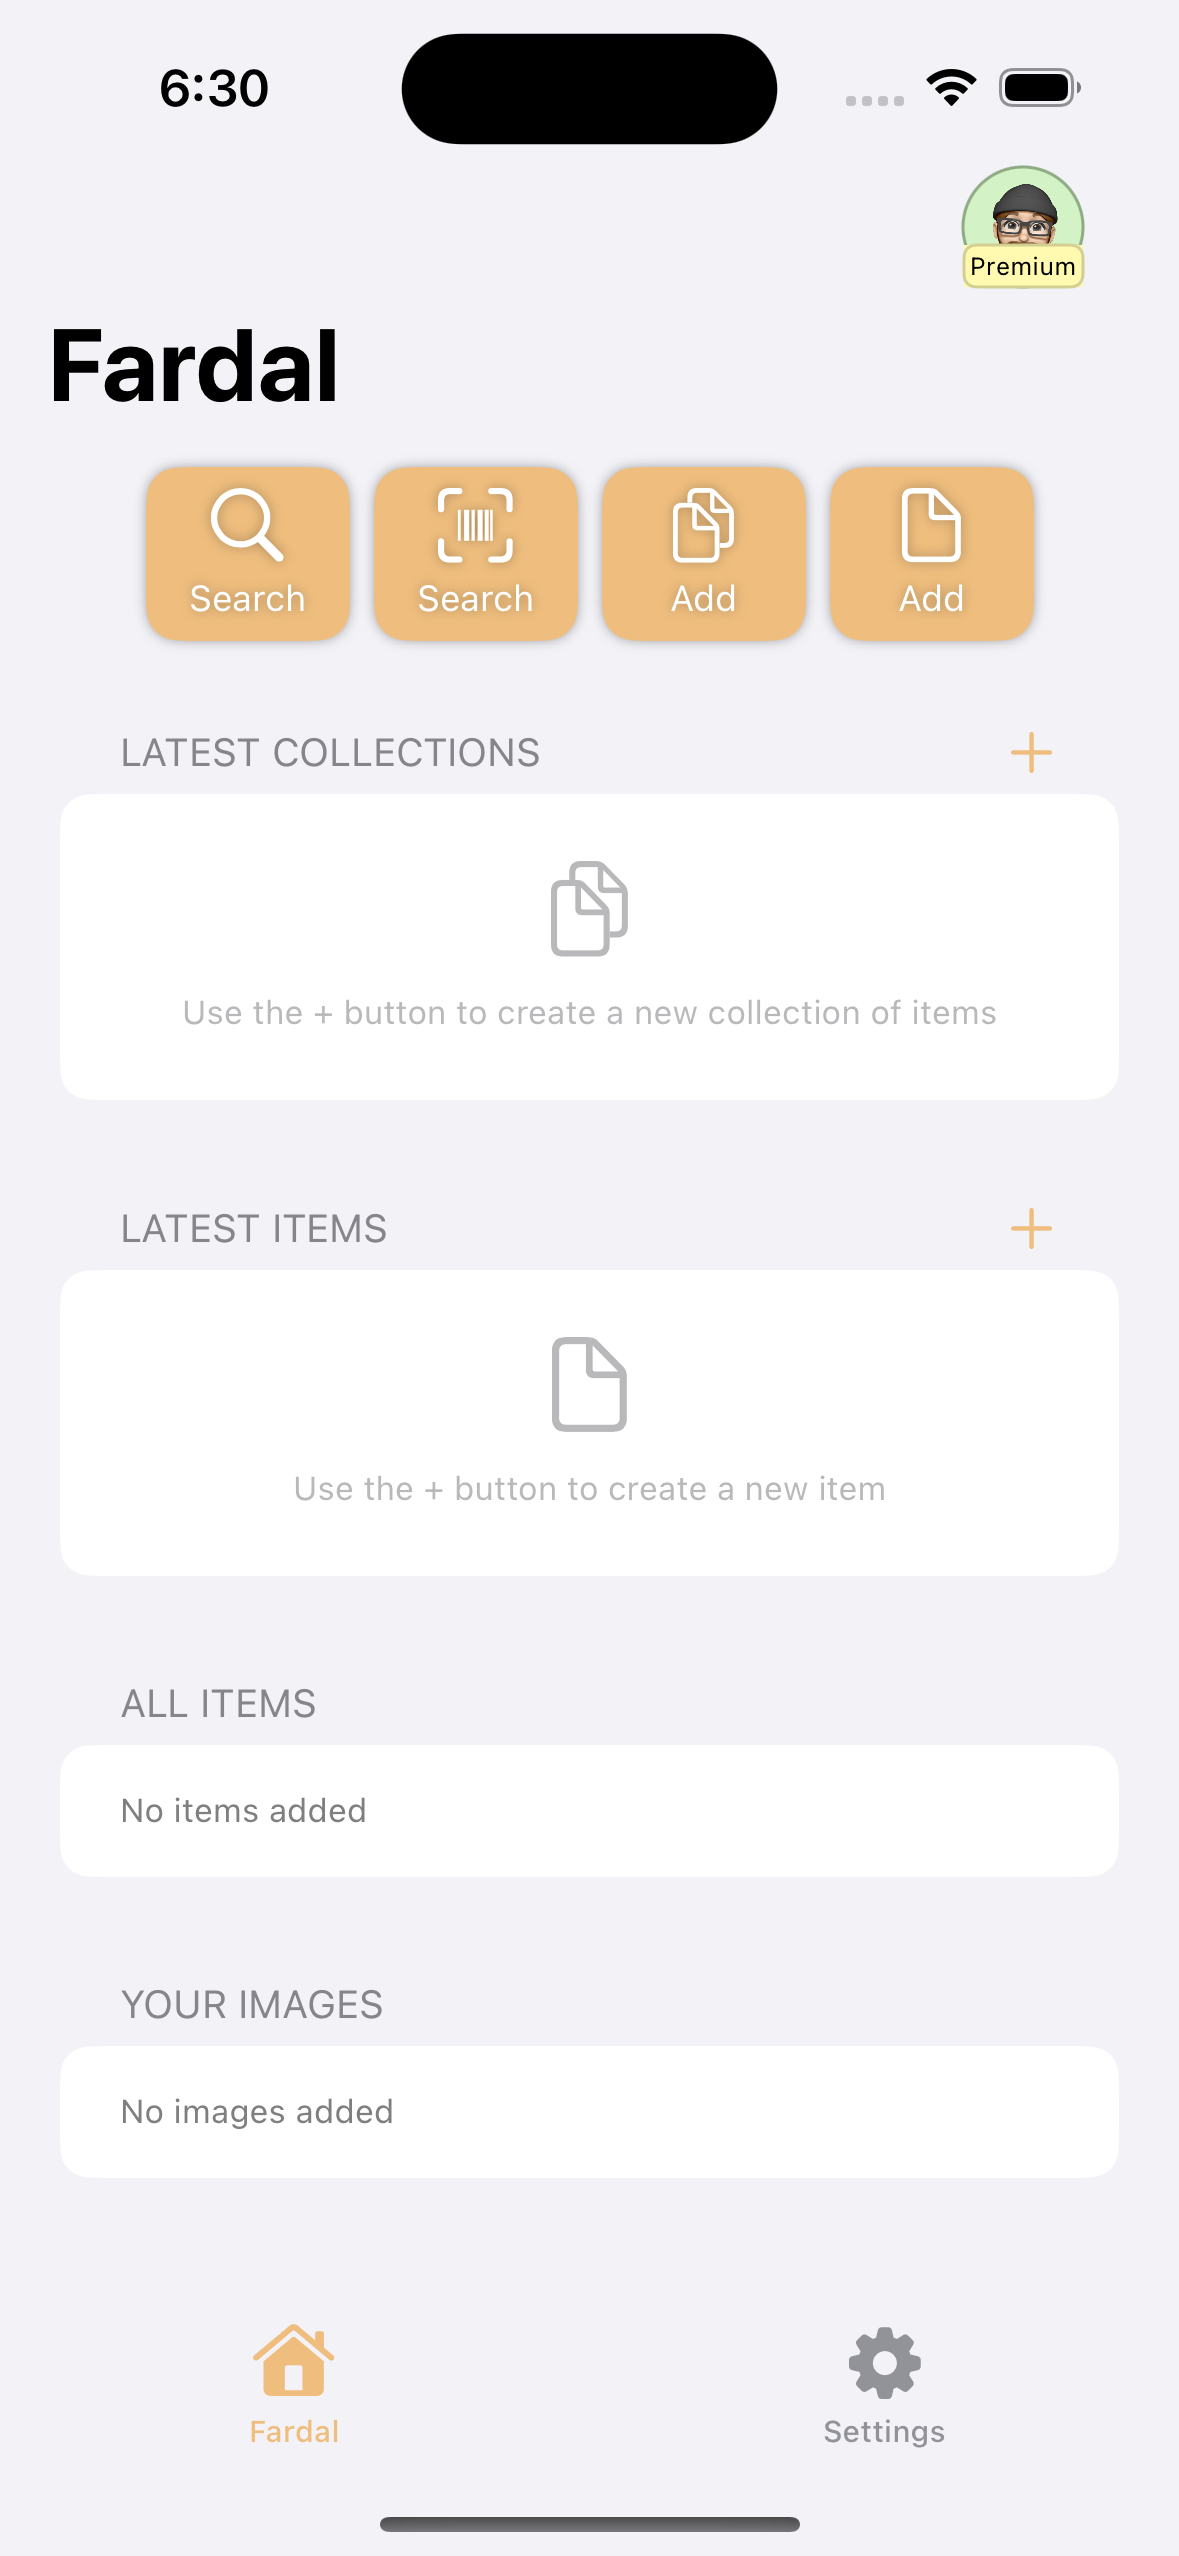 6:30
Premium
Fardal
Search
Search
Add
Add
LATEST COLLECTIONS
Use the + button to create a new collection of items
LATEST ITEMS
Use the + button to create a new item
ALL ITEMS
No items added
YOUR IMAGES
No images added
Fardal
Settings